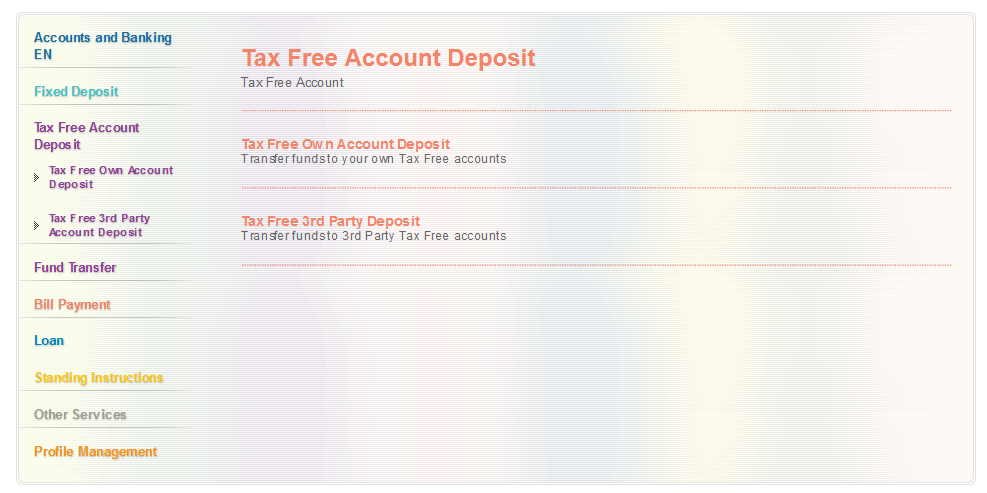 Accounts and Banking
EN
Fixed Deposit
Tax Free Account
Deposit
Tax Free Own Account
Deposit
Tax Free 3rd Party
Account Deposit
Fund Transfer
Bill Payment
Loan
Standing Instructions
Other Services
Profile Management
Tax Free Account Deposit
Tax Free Account
Tax Free Own Account Deposit
Transfer funds to your own Tax Free accounts
Tax Free 3rd Party Deposit
Transfer funds to 3rd Party Tax Free accounts